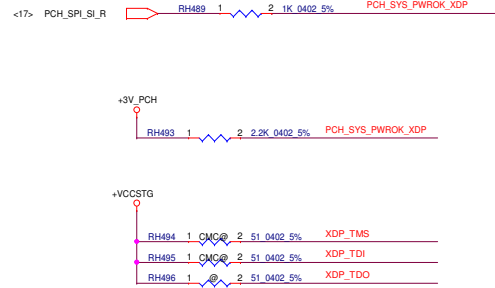 <17> PCH_SPI_SI_R RH489 1 2 1K_0402_5% PCH_SYS_PWROK_XDP
+3V_PCH
RH493 1 2 2.2K_0402_5% PCH_SYS_PWROK_XDP
+VCCSTG
RH494 1 CMC@ 2 51_0402_5% XDP_TMS
RH495 1 CMC@ 2 51_0402_5% XDP_TDI
RH496 1 @ 2 51_0402_5% XDP_TDO